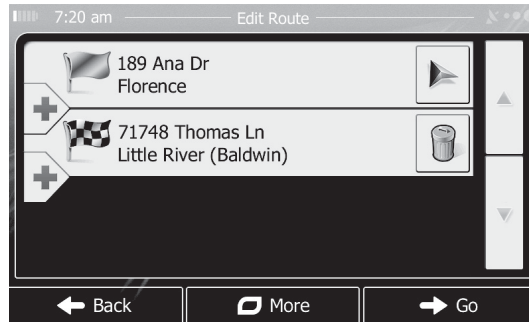 7:20 am
Edit Route
189 Ana Dr
Florence
71748 Thomas Ln
Little River (Baldwin)
Back
More
Go